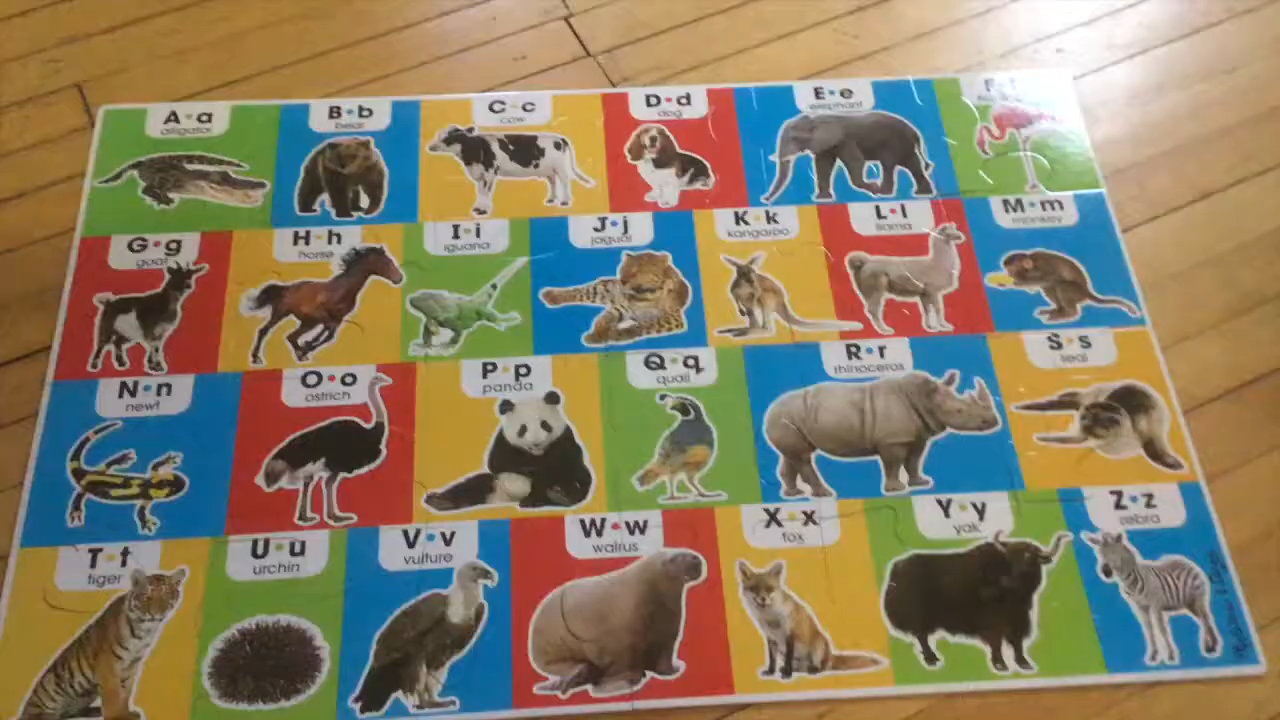 A•a
alligator
B•b
bear
C•c
cow
D•d
dog
E•e
elephant
F•f
G•g
goat
H•h
horse
I•i
iguana
J•j
jaguar
K•k
kangaroo
L•l
llama
M•m
monkey
N•n
newt
O•o
ostrich
P•p
panda
Q•q
quail
R•r
rhinoceros
S•s
seal
T•t
tiger
U•u
urchin
V•v
vulture
W•w
walrus
X•x
fox
Y•y
yak
Z•z
zebra